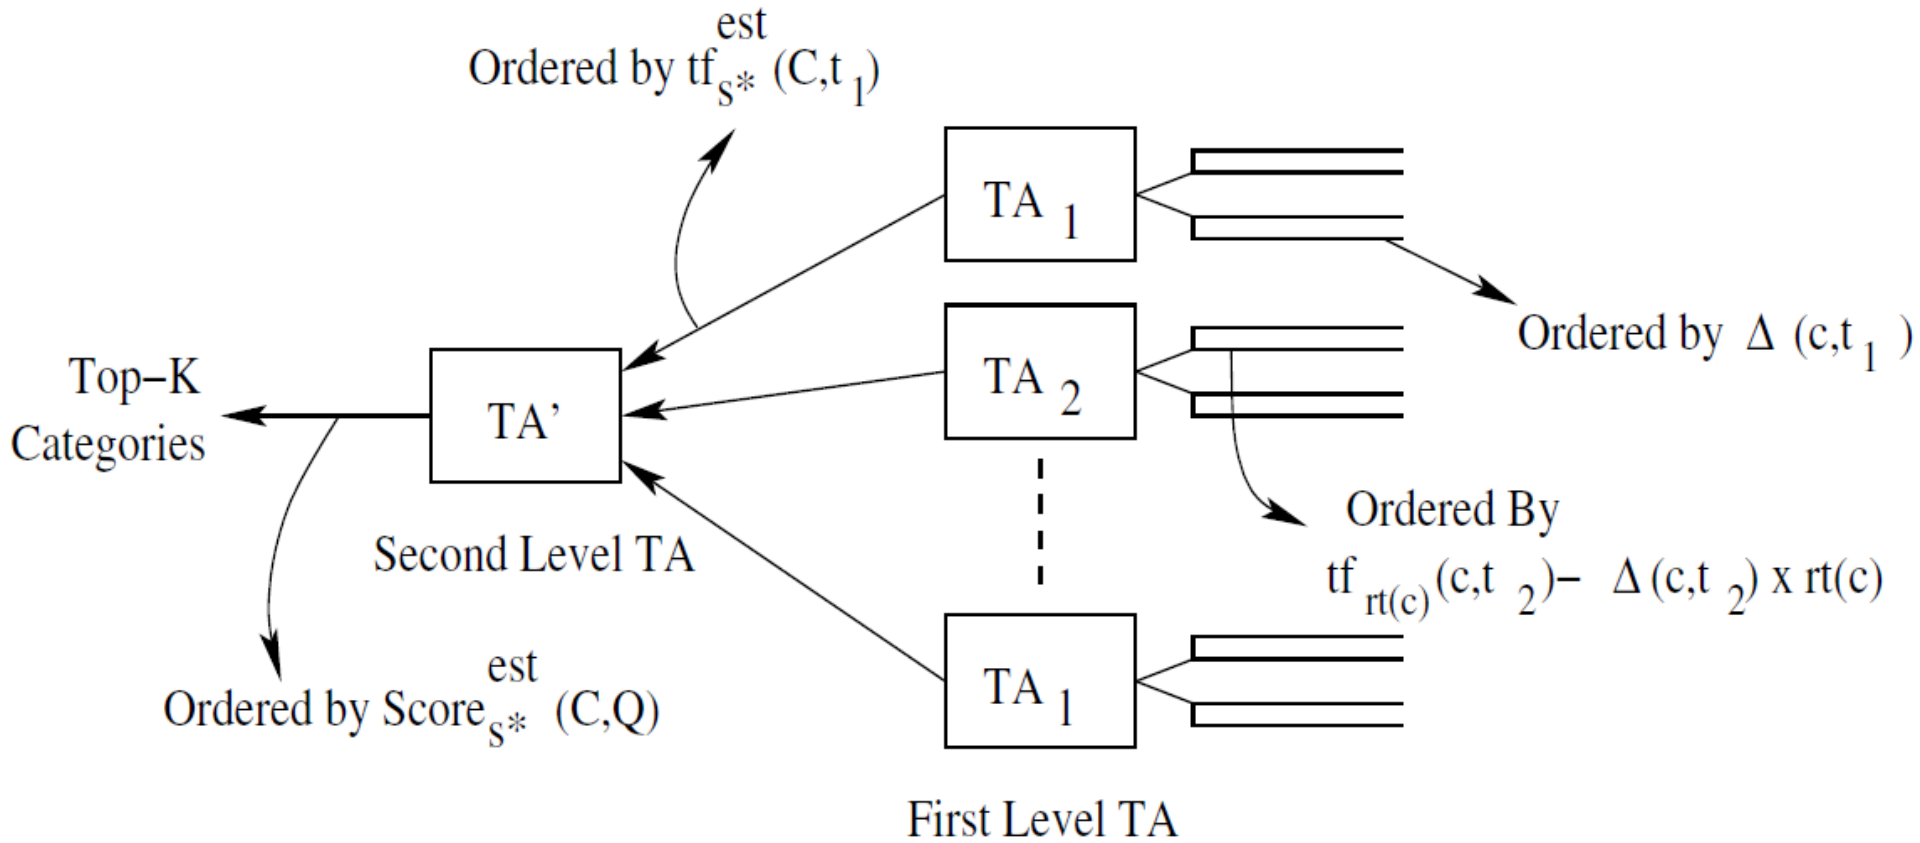 est
Ordered by tf s* (C,t 1)
TA 1
Ordered by Δ (c,t 1 )
TA 2
Top–K
Categories
TA’
Ordered By
tf rt(c) (c,t 2)– Δ (c,t 2) x rt(c)
Second Level TA
est
Ordered by Score s* (C,Q)
TA l
First Level TA